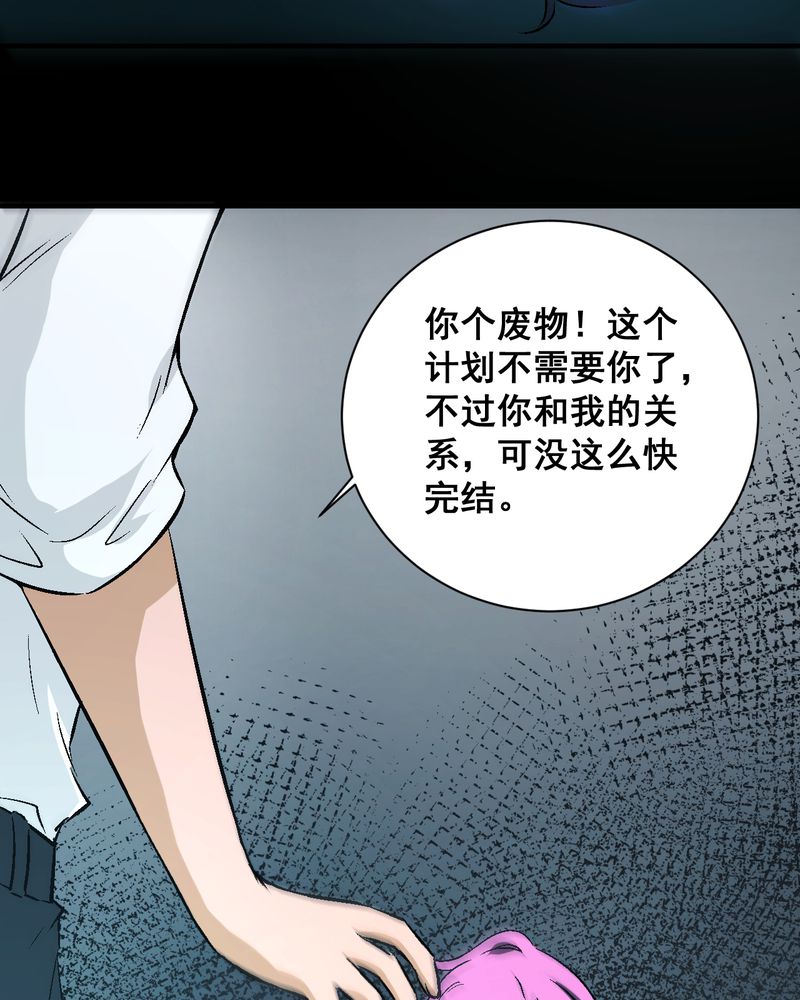 你个废物！这个
计划不需要你了，
不过你和我的关
系，可没这么快
完结。